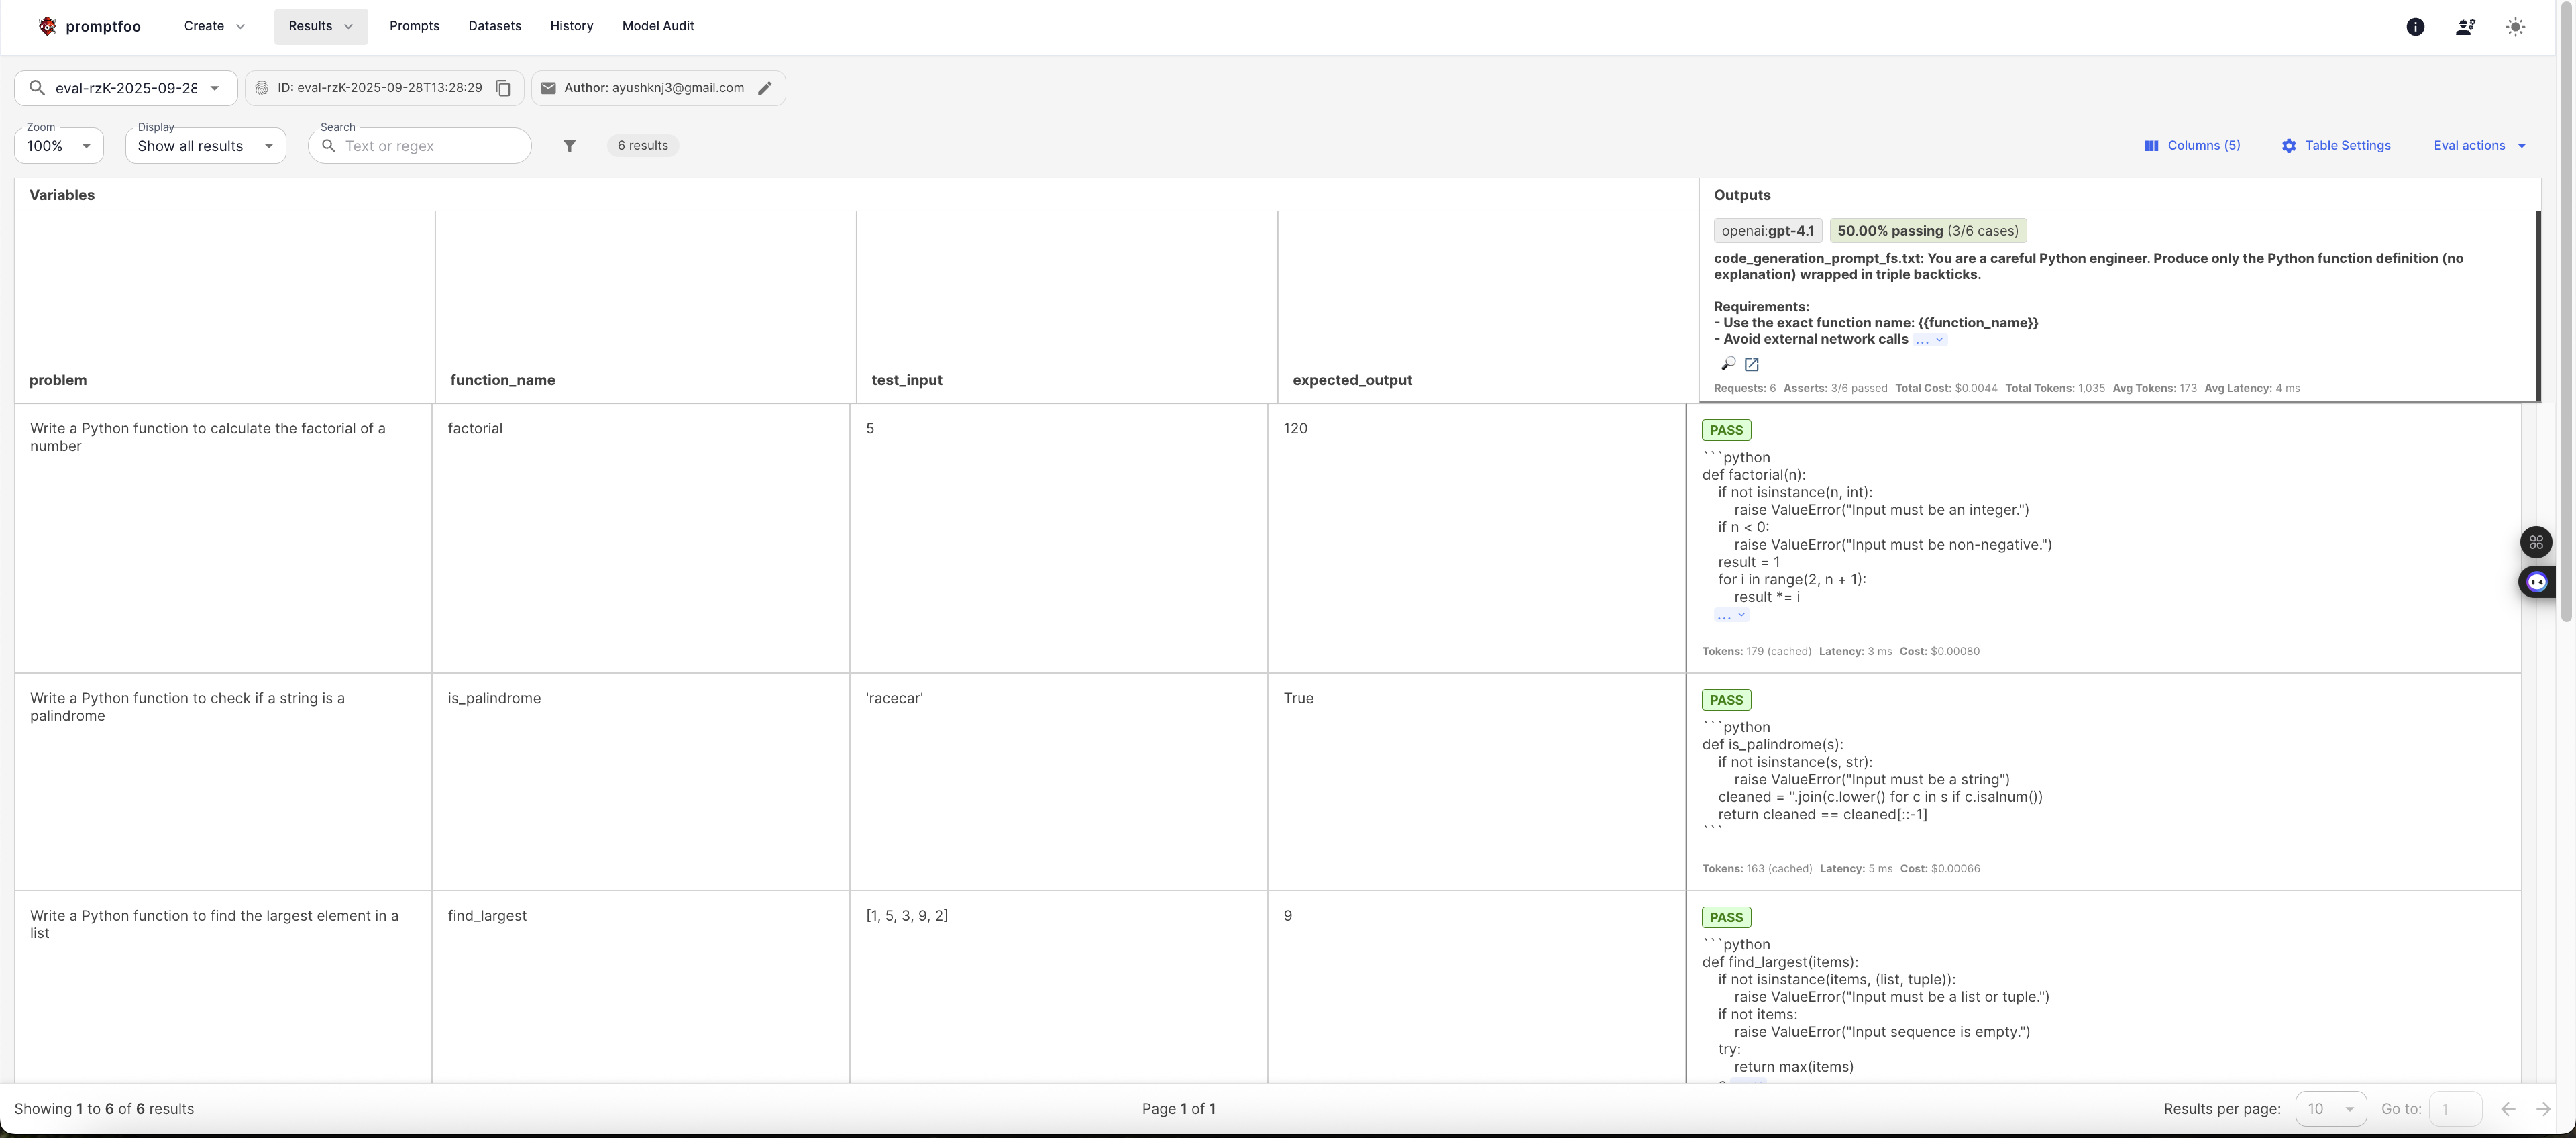 promptfoo
Create
Results
Prompts
Datasets
History
Model Audit
eval-rzK-2025-09-28
ID: eval-rzK-2025-09-28T13:28:29
Author: ayushknj3@gmail.com
Zoom
100%
Display
Show all results
Search
Text or regex
6 results
Columns (5)
Table Settings
Eval actions
Variables
Outputs
problem
function_name
test_input
expected_output
openai:gpt-4.1
50.00% passing (3/6 cases)
code_generation_prompt_fs.txt: You are a careful Python engineer. Produce only the Python function definition (no
explanation) wrapped in triple backticks.
Requirements:
- Use the exact function name: {{function_name}}
- Avoid external network calls ...
Requests: 6 Asserts: 3/6 passed Total Cost: $0.0044 Total Tokens: 1,035 Avg Tokens: 173 Avg Latency: 4 ms
Write a Python function to calculate the factorial of a
number
factorial
5
120
PASS
```python
def factorial(n):
    if not isinstance(n, int):
        raise ValueError("Input must be an integer.")
    if n < 0:
        raise ValueError("Input must be non-negative.")
    result = 1
    for i in range(2, n + 1):
        result *= i
...
Tokens: 179 (cached) Latency: 3 ms Cost: $0.00080
Write a Python function to check if a string is a
palindrome
is_palindrome
'racecar'
True
PASS
```python
def is_palindrome(s):
    if not isinstance(s, str):
        raise ValueError("Input must be a string")
    cleaned = ''.join(c.lower() for c in s if c.isalnum())
    return cleaned == cleaned[::-1]
```
Tokens: 163 (cached) Latency: 5 ms Cost: $0.00066
Write a Python function to find the largest element in a
list
find_largest
[1, 5, 3, 9, 2]
9
PASS
```python
def find_largest(items):
    if not isinstance(items, (list, tuple)):
        raise ValueError("Input must be a list or tuple.")
    if not items:
        raise ValueError("Input sequence is empty.")
    try:
        return max(items)
Showing 1 to 6 of 6 results
Page 1 of 1
Results per page:
10
Go to:
1